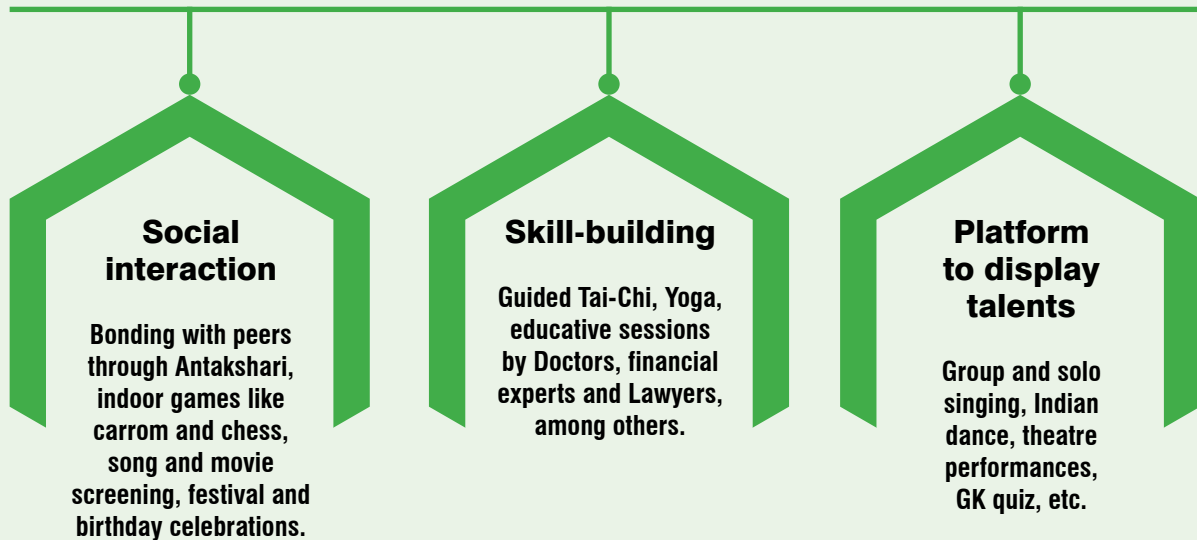 Social
interaction
Bonding with peers
through Antakshari,
indoor games like
carrom and chess,
song and movie
screening, festival and
birthday celebrations.
Skill-building
Guided Tai-Chi, Yoga,
educative sessions
by Doctors, financial
experts and Lawyers,
among others.
Platform
to display
talents
Group and solo
singing, Indian
dance, theatre
performances,
GK quiz, etc.